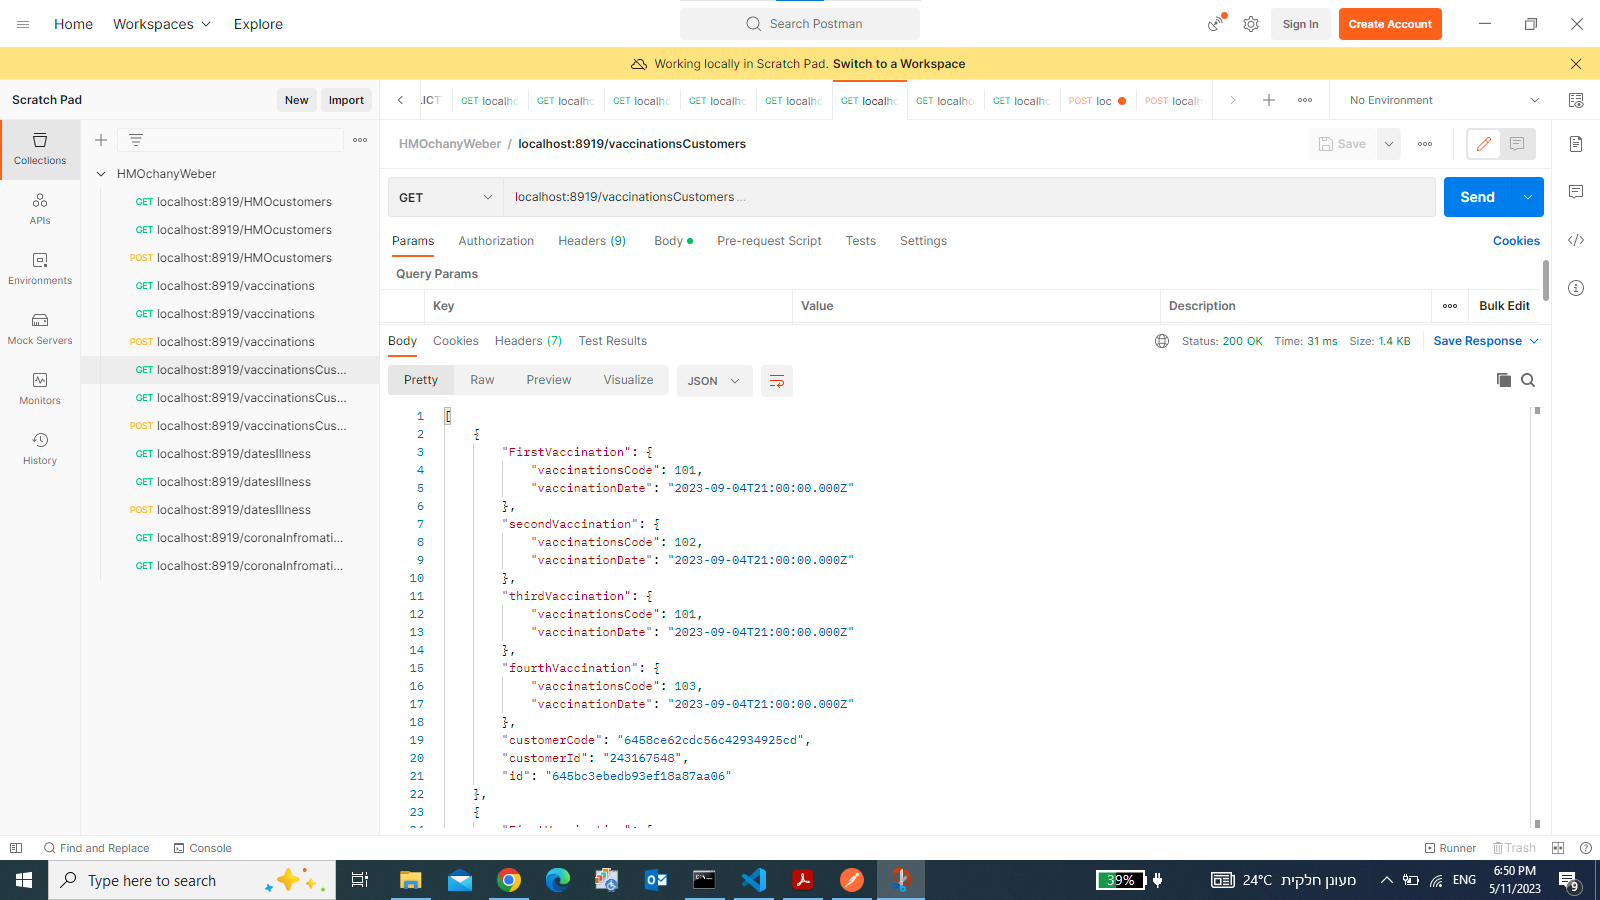 Home
Workspaces
Explore
Search Postman
Sign In
Create Account
Working locally in Scratch Pad. Switch to a Workspace
Scratch Pad
New
Import
GET localho
GET localho
GET localho
GET localho
GET localho
GET localho
GET localho
GET localho
POST loc
POST localh
No Environment
Collections
APIs
Environments
Mock Servers
Monitors
History
HMOchanyWeber
GET localhost:8919/HMOcustomers
GET localhost:8919/HMOcustomers
POST localhost:8919/HMOcustomers
GET localhost:8919/vaccinations
GET localhost:8919/vaccinations
POST localhost:8919/vaccinations
GET localhost:8919/vaccinationsCus...
GET localhost:8919/vaccinationsCus...
POST localhost:8919/vaccinationsCus...
GET localhost:8919/datesIllness
GET localhost:8919/datesIllness
POST localhost:8919/datesIllness
GET localhost:8919/coronaInfromati...
GET localhost:8919/coronaInfromati...
HMOchanyWeber / localhost:8919/vaccinationsCustomers
Save
GET
localhost:8919/vaccinationsCustomers...
Send
Params
Authorization
Headers (9)
Body
Pre-request Script
Tests
Settings
Cookies
Query Params
Key
Value
Description
Bulk Edit
Body
Cookies
Headers (7)
Test Results
Status: 200 OK
Time: 31 ms
Size: 1.4 KB
Save Response
Pretty
Raw
Preview
Visualize
JSON
1 [
2 {
3 "FirstVaccination": {
4 "vaccinationsCode": 101,
5 "vaccinationDate": "2023-09-04T21:00:00.000Z"
6 },
7 "secondVaccination": {
8 "vaccinationsCode": 102,
9 "vaccinationDate": "2023-09-04T21:00:00.000Z"
10 },
11 "thirdVaccination": {
12 "vaccinationsCode": 101,
13 "vaccinationDate": "2023-09-04T21:00:00.000Z"
14 },
15 "fourthVaccination": {
16 "vaccinationsCode": 103,
17 "vaccinationDate": "2023-09-04T21:00:00.000Z"
18 },
19 "customerCode": "6458ce62cdc56c42934925cd",
20 "customerId": "243167548",
21 "id": "645bc3ebedb93ef18a87aa06"
22 },
23 {
Find and Replace
Console
Runner
Trash
Type here to search
39%
24°C מעונן חלקית
ENG
6:50 PM
5/11/2023
9